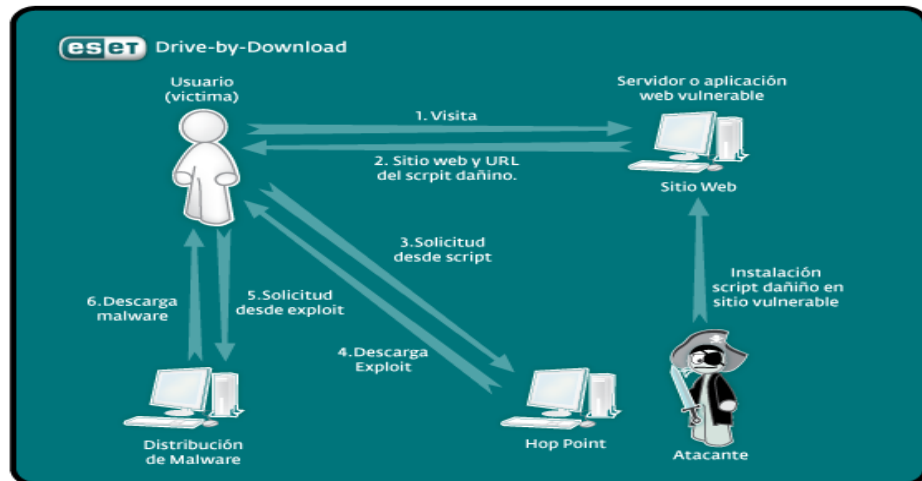 eset Drive-by-Download
Usuario
(victima)
Servidor o aplicación
web vulnerable
1. Visita
2. Sitio web y URL
del scrpit dañino.
Sitio Web
3.Solicitud
desde script
Instalación
script dañiño en
sitio vulnerable
6.Descarga
malware
5.Solicitud
desde exploit
4.Descarga
Exploit
Distribución
de Malware
Hop Point
Atacante